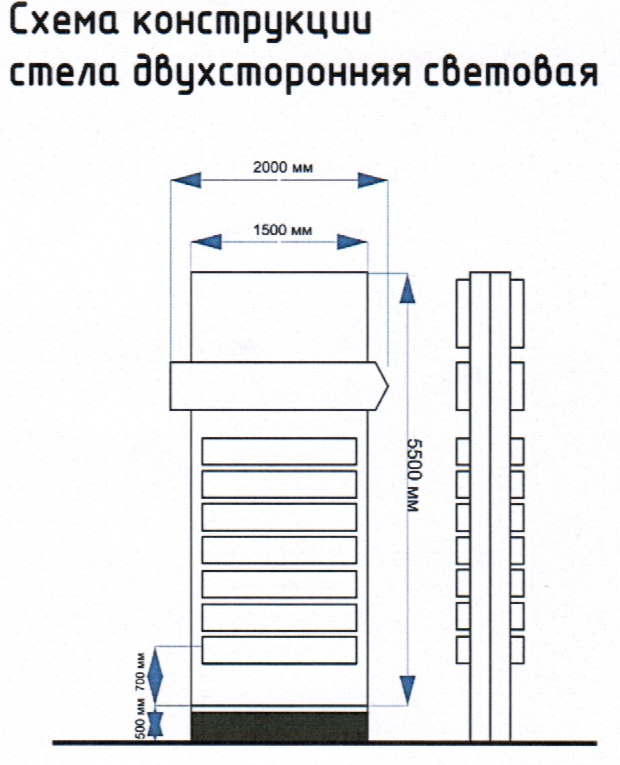 Схема конструкции
стела двухсторонняя световая
2000 мм
1500 мм
5500 мм
700 мм
500 мм